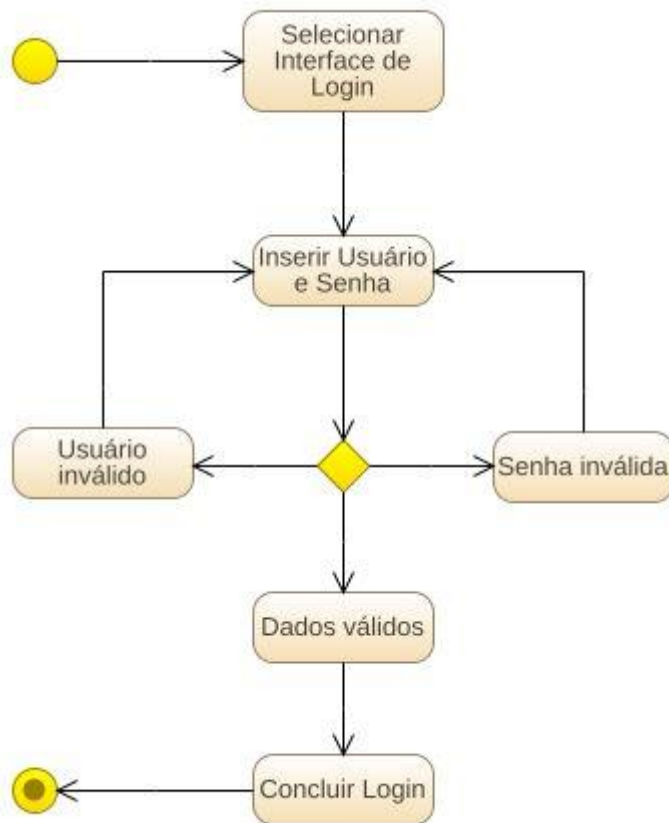 Selecionar
Interface de
Login
Inserir Usuário
e Senha
Usuário
inválido
Senha inválida
Dados válidos
Concluir Login